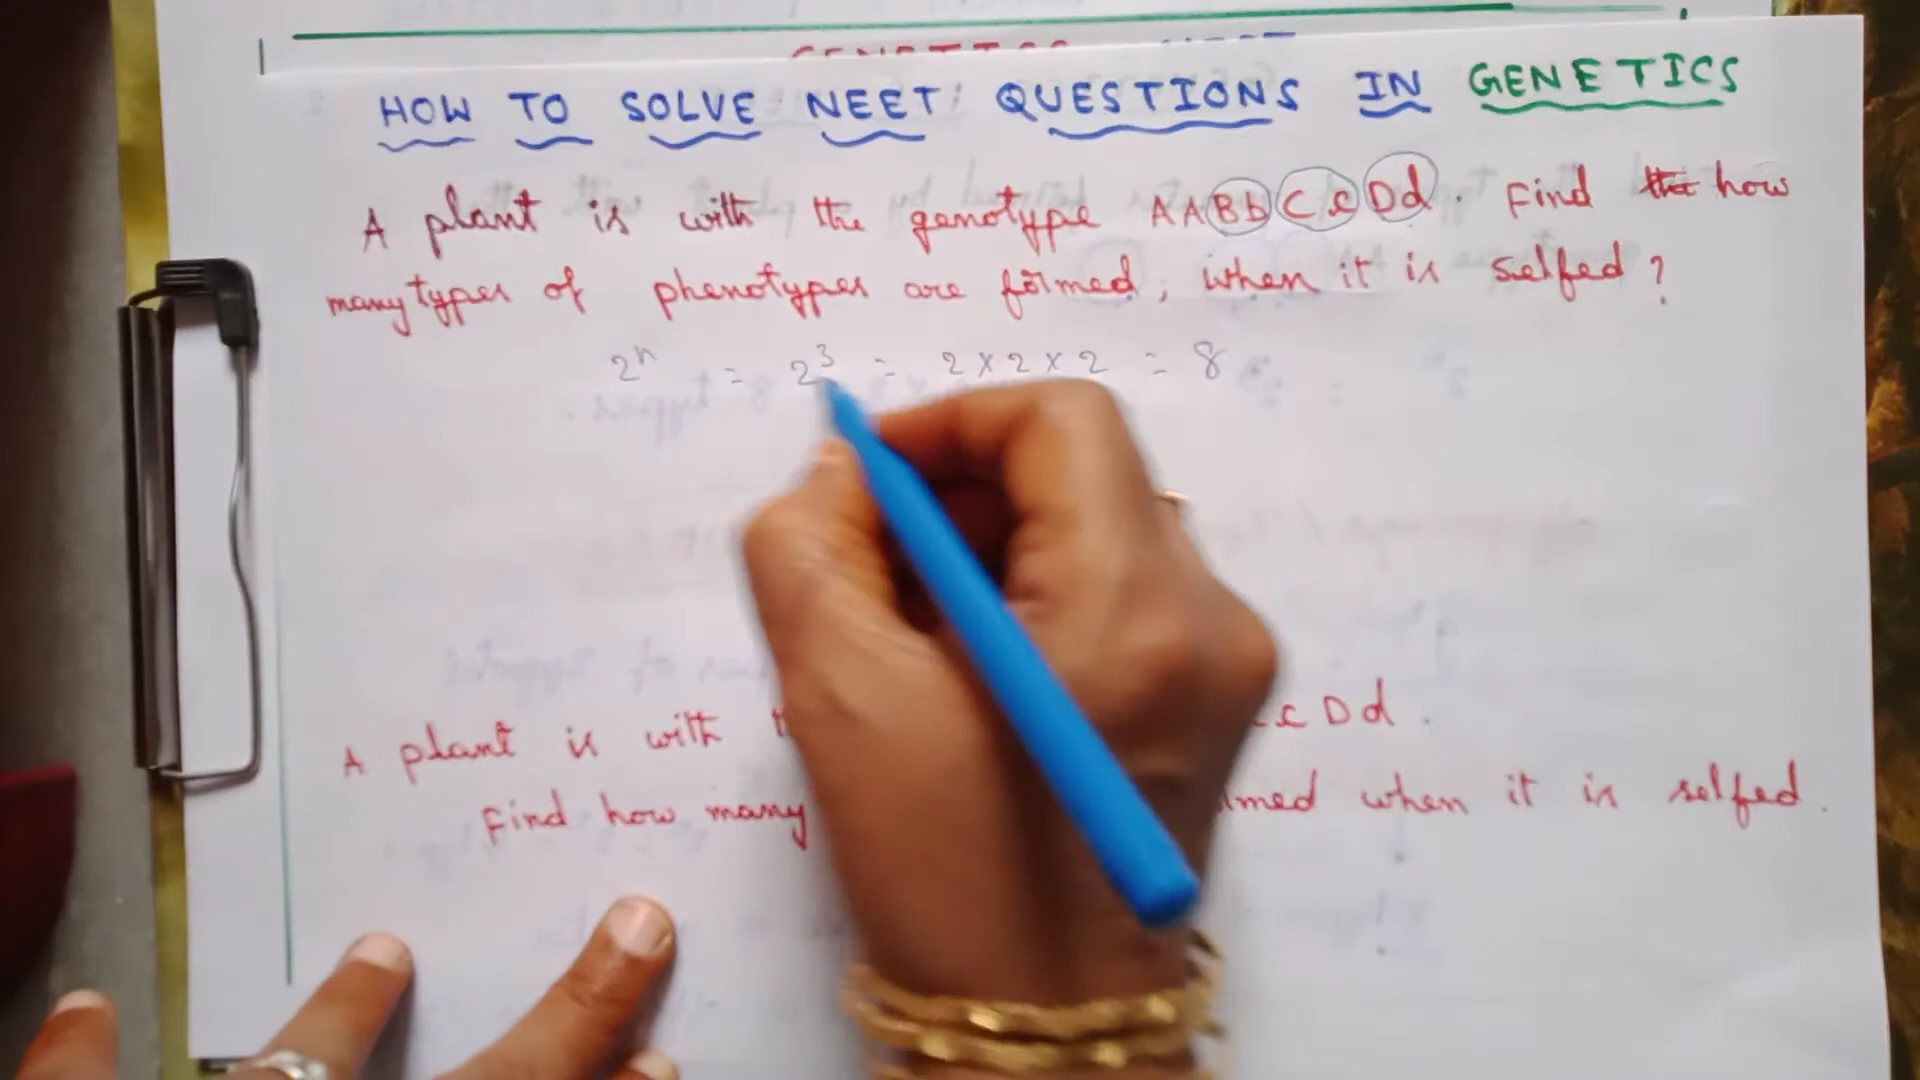 HOW TO SOLVE NEET QUESTIONS IN GENETICS
A plant is with the genotype AABbCcDd. Find the how
many types of phenotypes are formed, when it is selfed?
2ⁿ = 2³ = 2 x 2 x 2 = 8
A plant is with c D d.
Find how many when it is selfed.